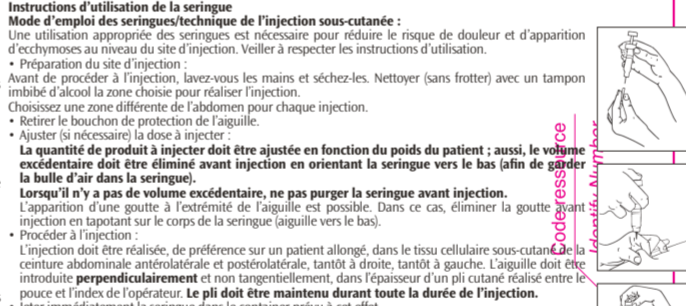 Instructions d'utilisation de la seringue
Mode d'emploi des seringues/technique de l'injection sous-cutanée :
Une utilisation appropriée des seringues est nécessaire pour réduire le risque de douleur et d'apparition
d'ecchymoses au niveau du site d'injection. Veiller à respecter les instructions d'utilisation.
• Préparation du site d'injection :
Avant de procéder à l'injection, lavez-vous les mains et séchez-les. Nettoyer (sans frotter) avec un tampon
imbibé d'alcool la zone choisie pour réaliser l'injection.
Choisissez une zone différente de l'abdomen pour chaque injection.
• Retirer le bouchon de protection de l'aiguille.
• Ajuster (si nécessaire) la dose à injecter :
La quantité de produit à injecter doit être ajustée en fonction du poids du patient ; aussi, le volume
excédentaire doit être éliminé avant injection en orientant la seringue vers le bas (afin de garder
la bulle d'air dans la seringue).
Lorsqu'il n'y a pas de volume excédentaire, ne pas purger la seringue avant injection.
L'apparition d'une goutte à l'extrémité de l'aiguille est possible. Dans ce cas, éliminer la goutte avant
injection en tapotant sur le corps de la seringue (aiguille vers le bas).
• Procéder à l'injection :
L'injection doit être réalisée, de préférence sur un patient allongé, dans le tissu cellulaire sous-cutané de la
ceinture abdominale antérolatérale et postérolatérale, tantôt à droite, tantôt à gauche. L'aiguille doit être
introduite perpendiculairement et non tangentiellement, dans l'épaisseur d'un pli cutané réalisé entre le
pouce et l'index de l'opérateur. Le pli doit être maintenu durant toute la durée de l'injection.
Code ressource
Identify Number